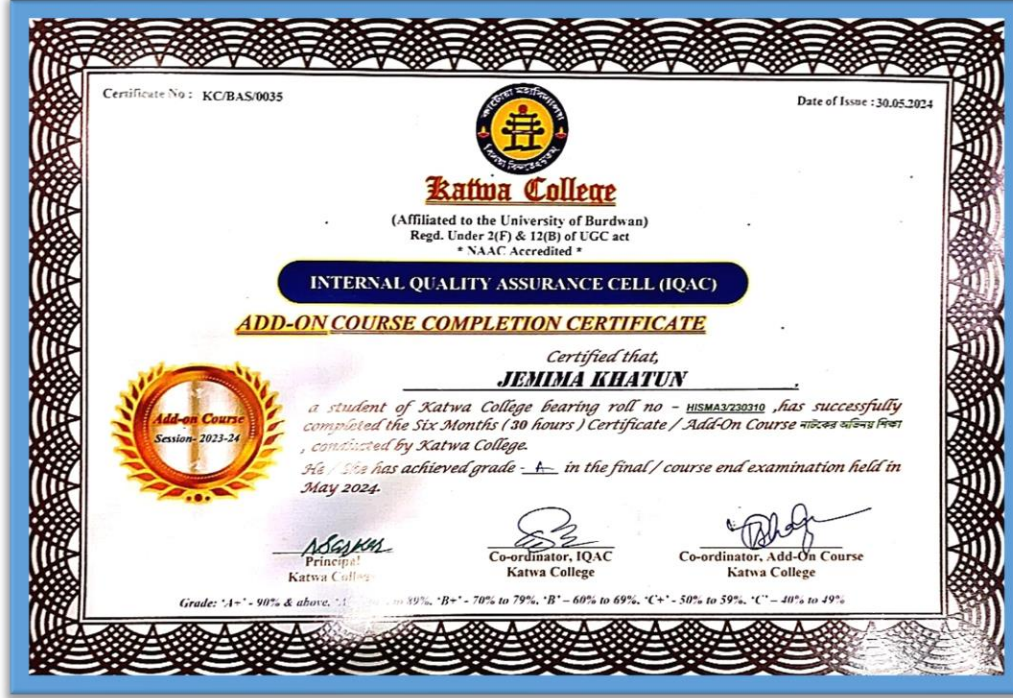 Certificate No : KC/BAS/0035
Date of Issue : 30.05.2024
কাটোয়া মহাবিদ্যালয়
Katwa College
(Affiliated to the University of Burdwan)
Regd. Under 2(F) & 12(B) of UGC act
* NAAC Accredited *
INTERNAL QUALITY ASSURANCE CELL (IQAC)
ADD-ON COURSE COMPLETION CERTIFICATE
Certified that,
JEMIMA KHATUN
Add-on Course
Session- 2023-24
a student of Katwa College bearing roll no – HISMA3/230310 ,has successfully
completed the Six Months ( 30 hours ) Certificate / Add-On Course নাটকের অভিনয় শিক্ষা
, conducted by Katwa College.
He / She has achieved grade - A in the final / course end examination held in
May 2024.
Principal
Katwa College
Co-ordinator, IQAC
Katwa College
Co-ordinator, Add-On Course
Katwa College
Grade: 'A+' - 90% & above, 'A to 89%, 'B+' - 70% to 79%, 'B' – 60% to 69%, 'C+' - 50% to 59%, 'C' – 40% to 49%